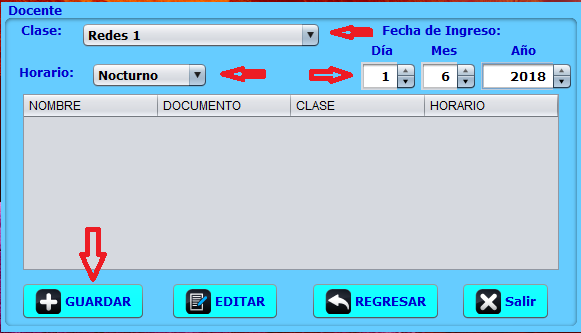 Docente
Clase: Redes 1 Fecha de Ingreso:
Día Mes Año
Horario: Nocturno 1 6 2018
NOMBRE DOCUMENTO CLASE HORARIO
GUARDAR EDITAR REGRESAR Salir